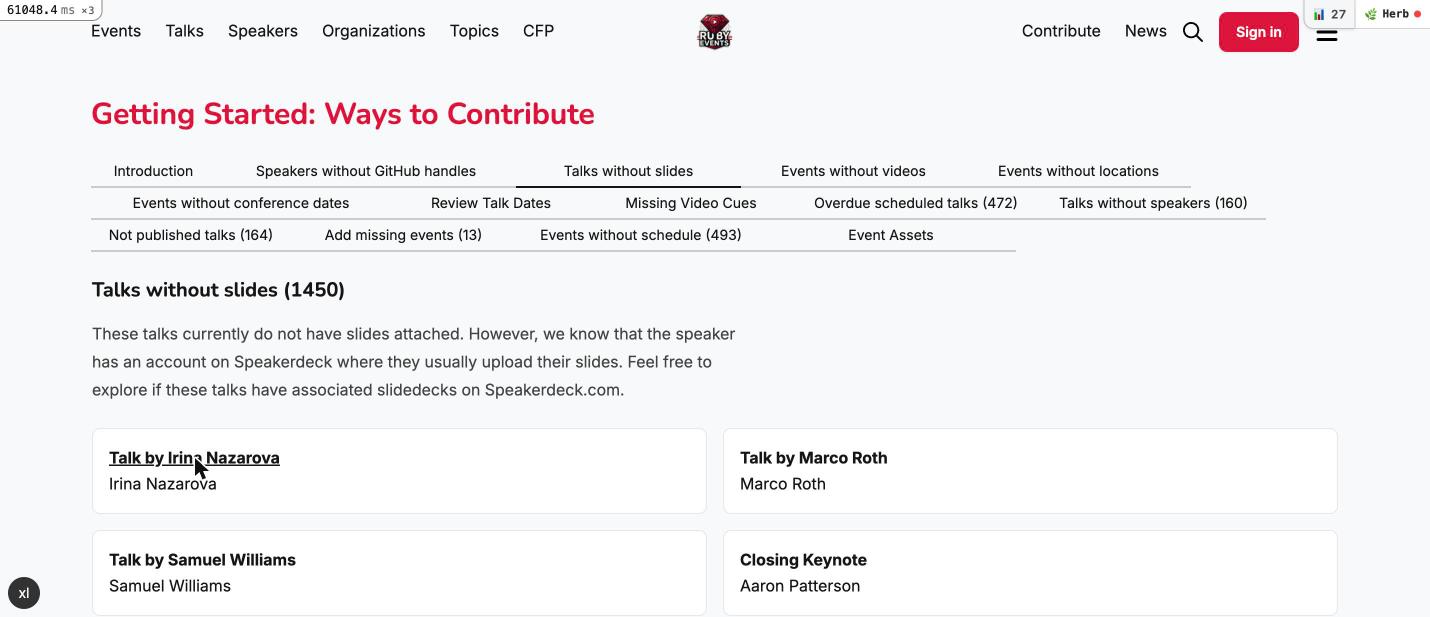 61048.4 ms ×3
27
Herb
Events Talks Speakers Organizations Topics CFP
RUBY
EVENTS
Contribute News Sign in
Getting Started: Ways to Contribute
Introduction Speakers without GitHub handles Talks without slides Events without videos Events without locations
Events without conference dates Review Talk Dates Missing Video Cues Overdue scheduled talks (472) Talks without speakers (160)
Not published talks (164) Add missing events (13) Events without schedule (493) Event Assets
Talks without slides (1450)
These talks currently do not have slides attached. However, we know that the speaker
has an account on Speakerdeck where they usually upload their slides. Feel free to
explore if these talks have associated slidedecks on Speakerdeck.com.
Talk by Irina Nazarova
Irina Nazarova
Talk by Marco Roth
Marco Roth
Talk by Samuel Williams
Samuel Williams
Closing Keynote
Aaron Patterson
xl